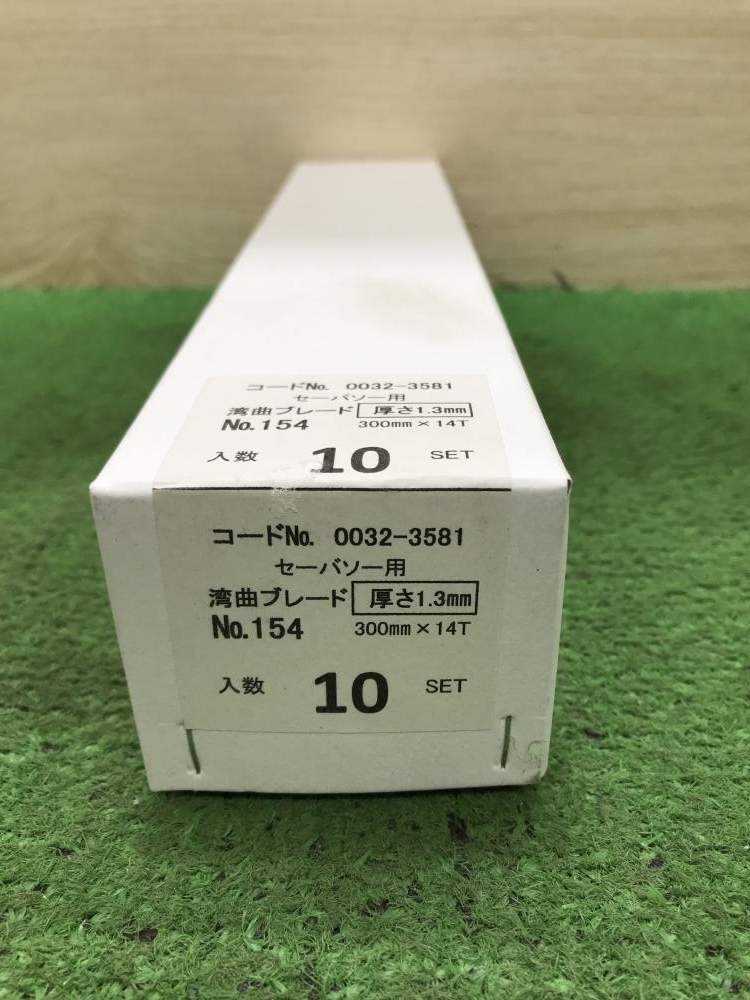 コードNo. 0032-3581
セーバソー用
湾曲ブレード 厚さ1.3mm
No.154 300mm×14T
入数 10 SET
コードNo. 0032-3581
セーバソー用
湾曲ブレード 厚さ1.3mm
No.154 300mm×14T
入数 10 SET